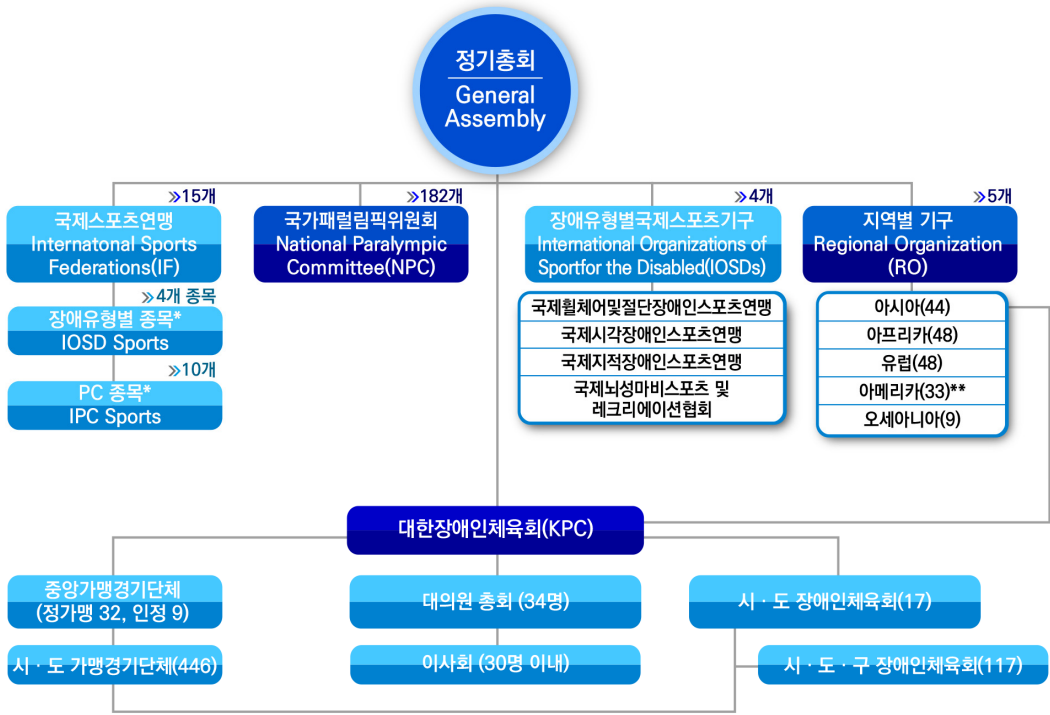 정기총회
General
Assembly
»15개
국제스포츠연맹
Internatonal Sports
Federations(IF)
»4개 종목
장애유형별 종목*
IOSD Sports
»10개
PC 종목*
IPC Sports
»182개
국가패럴림픽위원회
National Paralympic
Committee(NPC)
»4개
장애유형별국제스포츠기구
International Organizations of
Sportfor the Disabled(IOSDs)
국제휠체어및절단장애인스포츠연맹
국제시각장애인스포츠연맹
국제지적장애인스포츠연맹
국제뇌성마비스포츠 및
레크리에이션협회
»5개
지역별 기구
Regional Organization
(RO)
아시아(44)
아프리카(48)
유럽(48)
아메리카(33)**
오세아니아(9)
대한장애인체육회(KPC)
중앙가맹경기단체
(정가맹 32, 인정 9)
시 · 도 가맹경기단체(446)
대의원 총회 (34명)
이사회 (30명 이내)
시 · 도 장애인체육회(17)
시 · 도 · 구 장애인체육회(117)